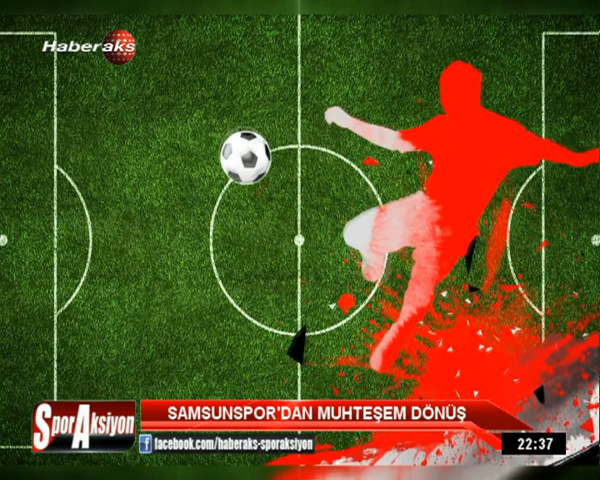 Haberaks
SporAksiyon
SAMSUNSPOR'DAN MUHTEŞEM DÖNÜŞ
facebook.com/haberaks-sporaksiyon
22:37